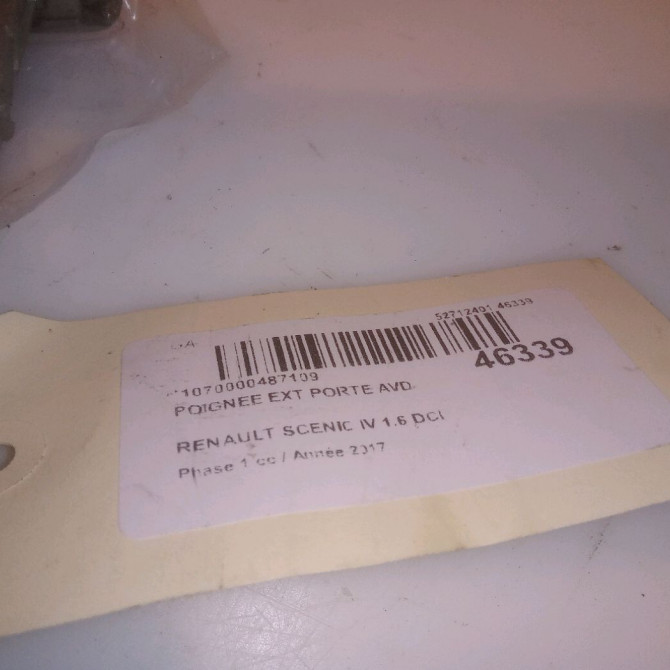 52712401 46339
46339
1070000487109
POIGNEE EXT PORTE AVD
RENAULT SCENIC IV 1.6 DCI
Phase 1 cc / Année 2017